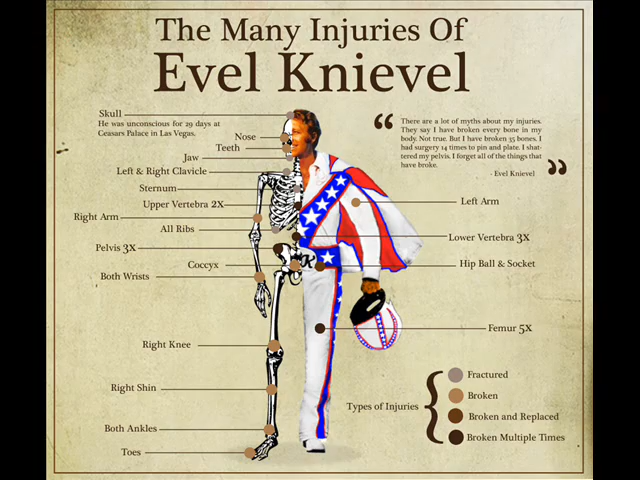 The Many Injuries Of
Evel Knievel
Skull
He was unconscious for 29 days at
Ceasars Palace in Las Vegas.
Nose
Teeth
Jaw
Left & Right Clavicle
Sternum
Upper Vertebra 2X
Right Arm
All Ribs
Pelvis 3X
Coccyx
Both Wrists
Right Knee
Right Shin
Both Ankles
Toes
“
There are a lot of myths about my injuries.
They say I have broken every bone in my
body. Not true. But I have broken 35 bones. I
had surgery 14 times to pin and plate. I shat-
tered my pelvis. I forget all of the things that
have broke.
- Evel Knievel
”
Left Arm
Lower Vertebra 3X
Hip Ball & Socket
Femur 5X
K
Types of Injuries
Fractured
Broken
Broken and Replaced
Broken Multiple Times